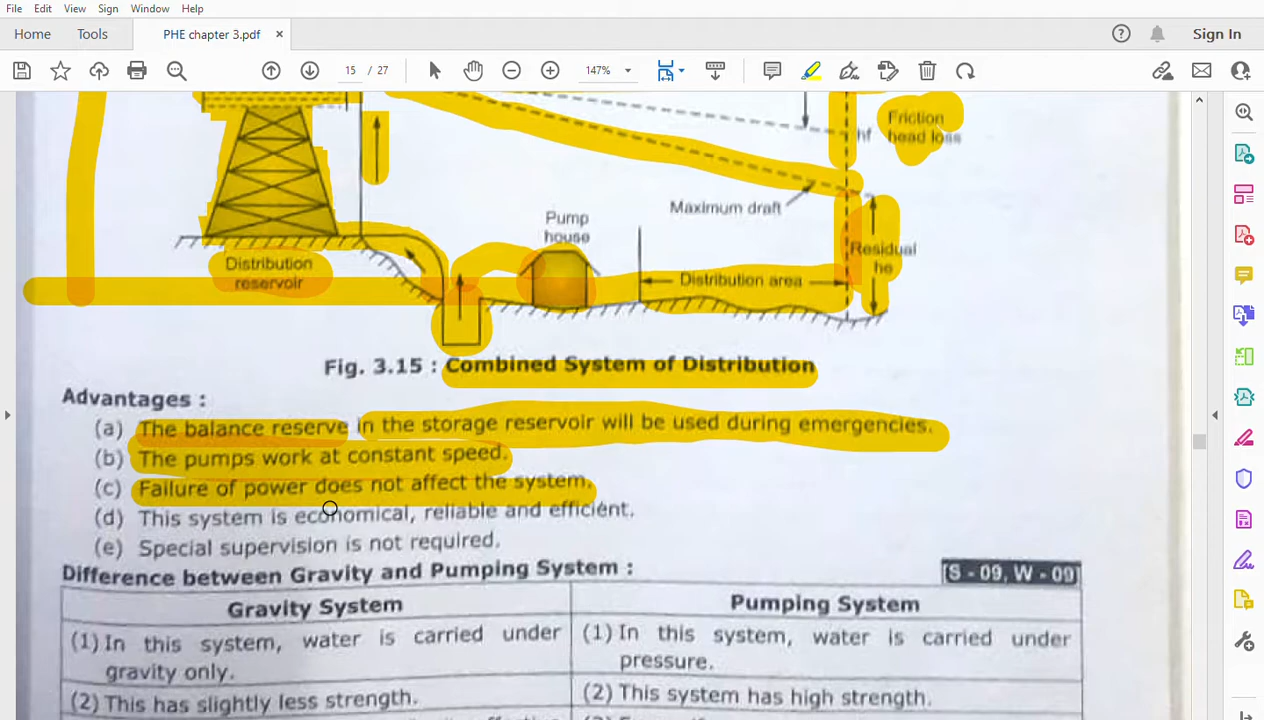 File Edit View Sign Window Help
Home Tools PHE chapter 3.pdf × Sign In
15 / 27 147%
Friction
hf head loss
Maximum draft
Pump
house
Residual
he
Distribution
reservoir
Distribution area
Fig. 3.15 : Combined System of Distribution
Advantages :
(a) The balance reserve in the storage reservoir will be used during emergencies.
(b) The pumps work at constant speed.
(c) Failure of power does not affect the system.
(d) This system is economical, reliable and efficient.
(e) Special supervision is not required.
Difference between Gravity and Pumping System :
[S - 09, W - 09]
Gravity System Pumping System
(1) In this system, water is carried under (1) In this system, water is carried under
gravity only. pressure.
(2) This has slightly less strength. (2) This system has high strength.